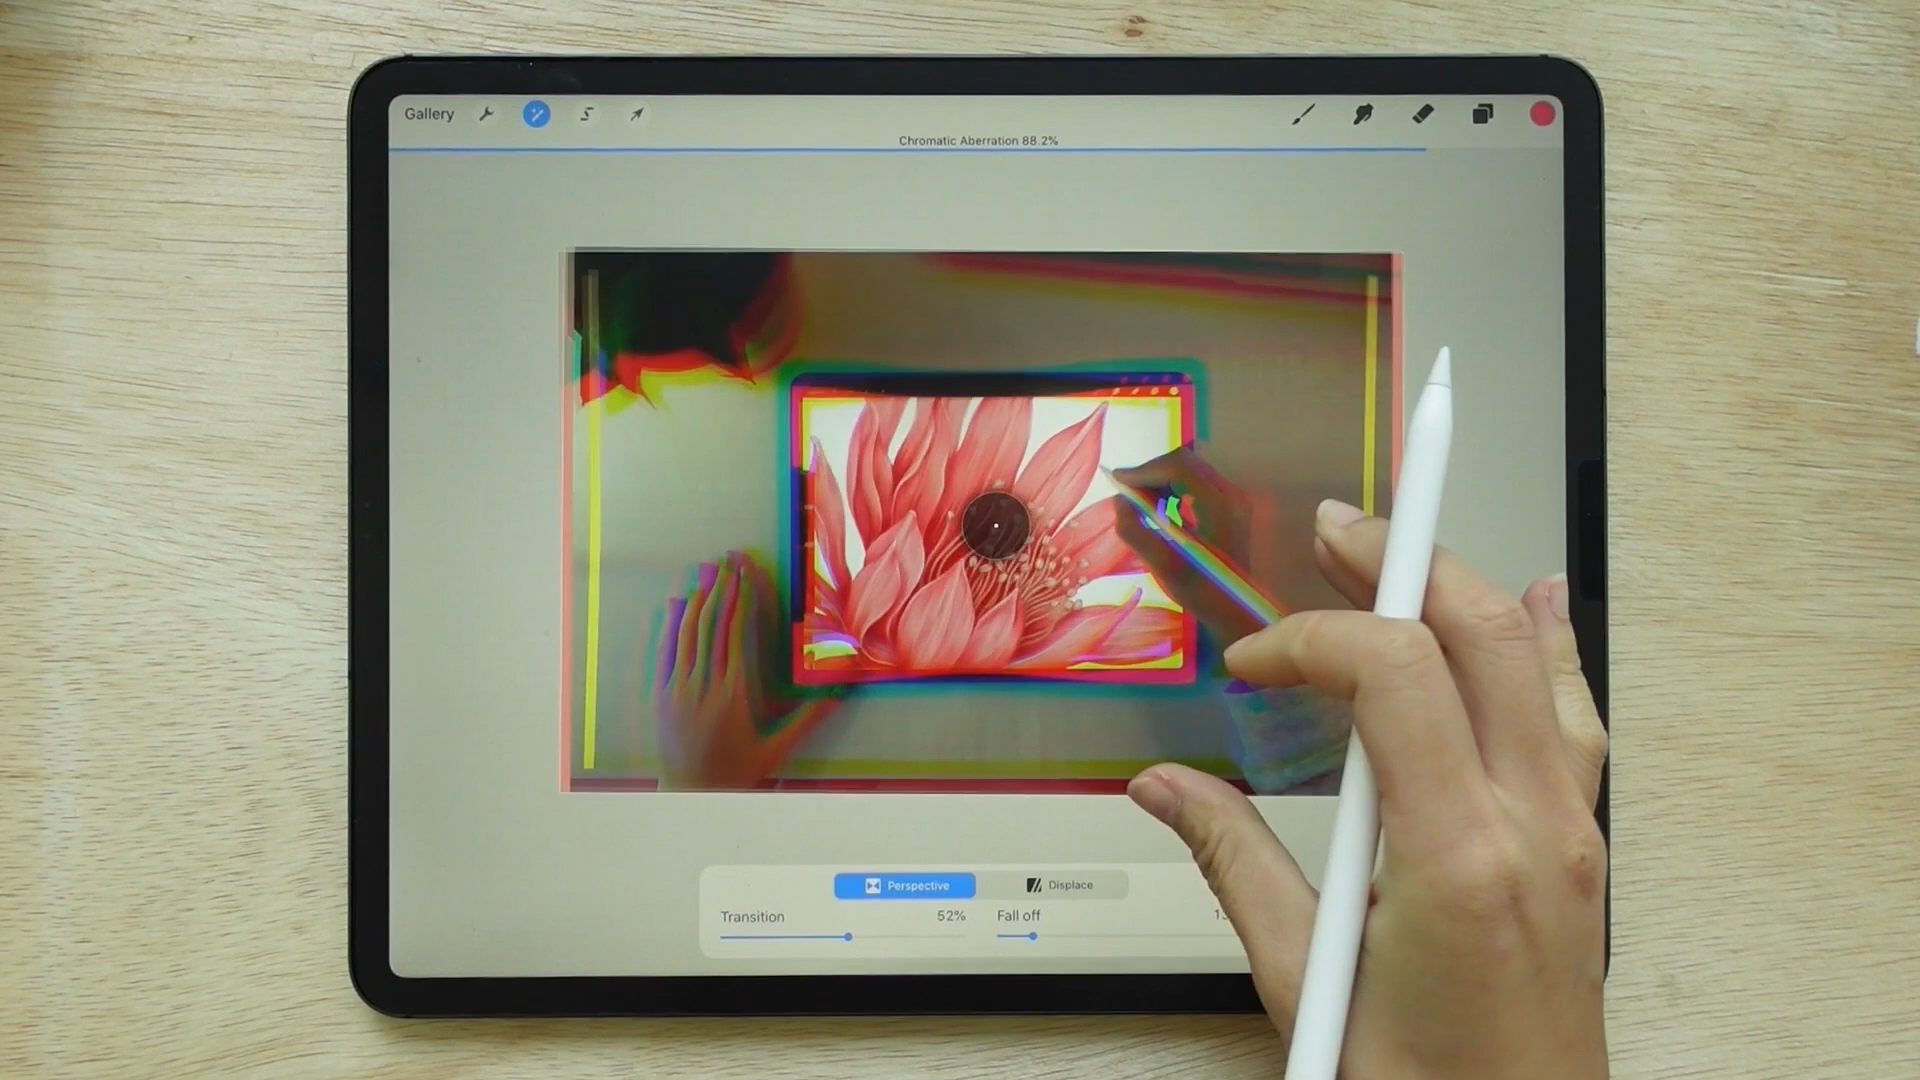 Gallery
Chromatic Aberration 88.2%
Perspective
Displace
Transition 52%
Fall off